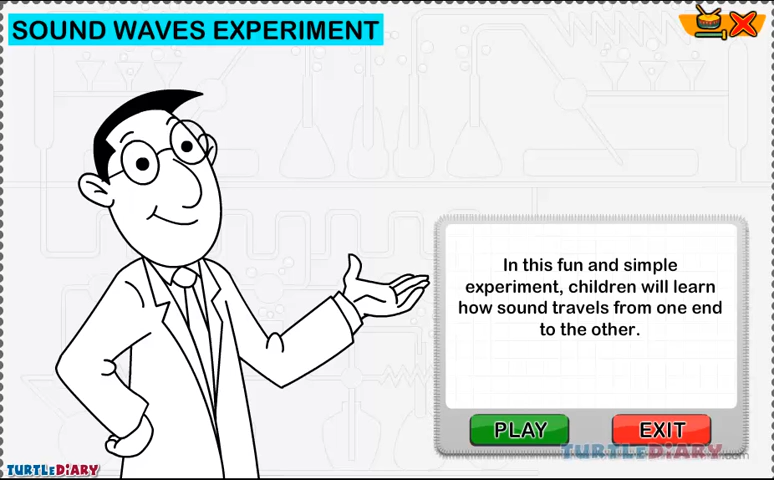 SOUND WAVES EXPERIMENT
In this fun and simple
experiment, children will learn
how sound travels from one end
to the other.
PLAY
EXIT
TURTLEDIARY.com
TURTLEDIARY